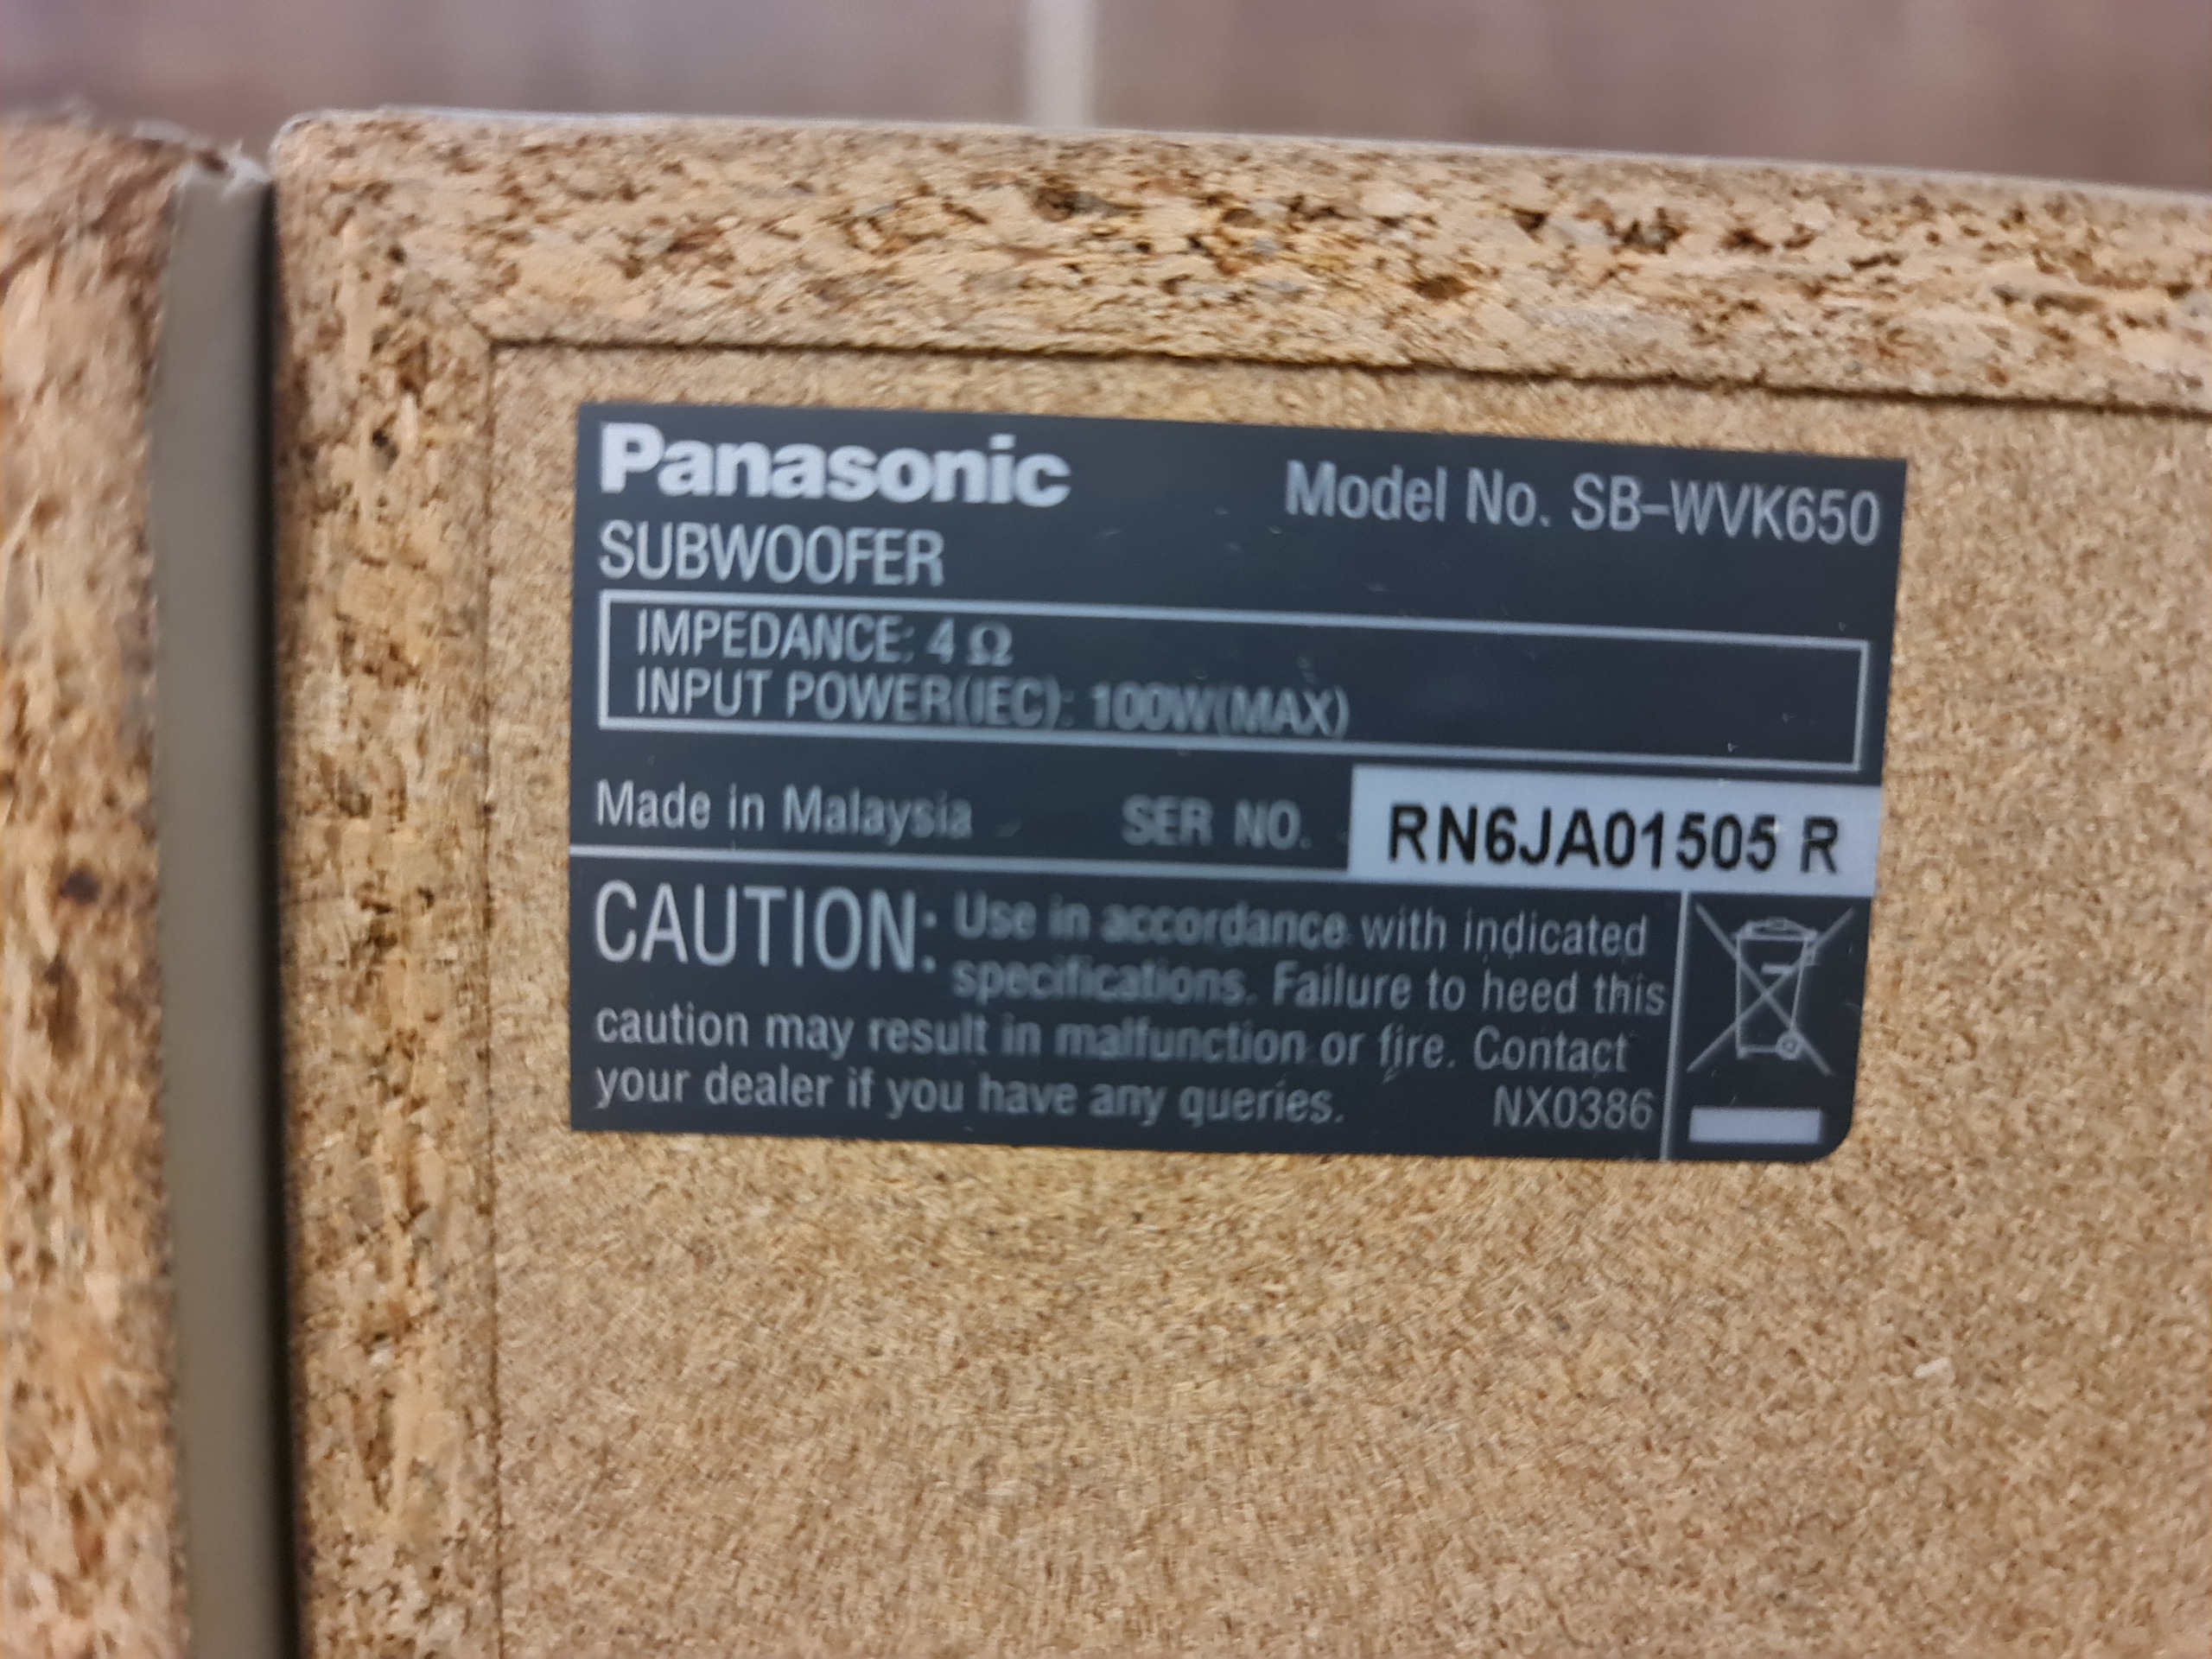 Panasonic Model No. SB-WVK650
SUBWOOFER
IMPEDANCE: 4 Ω
INPUT POWER(IEC): 100W(MAX)
Made in Malaysia SER NO. RN6JA01505 R
CAUTION: Use in accordance with indicated
specifications. Failure to heed this
caution may result in malfunction or fire. Contact
your dealer if you have any queries. NX0386